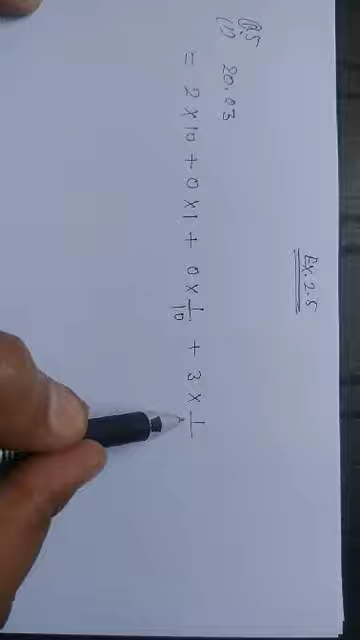 Ex. 2.5
Q.5
(i) 20.03
= 2 × 10 + 0 × 1 + 0 × 1/10 + 3 × 1/